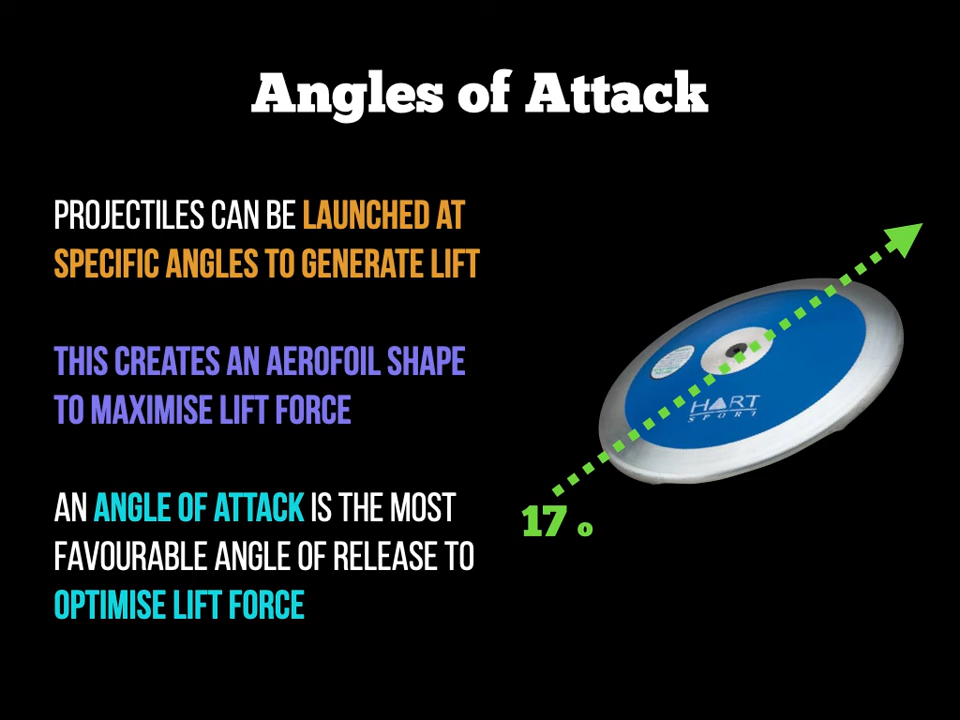 Angles of Attack
PROJECTILES CAN BE LAUNCHED AT
SPECIFIC ANGLES TO GENERATE LIFT
THIS CREATES AN AEROFOIL SHAPE
TO MAXIMISE LIFT FORCE
AN ANGLE OF ATTACK IS THE MOST
FAVOURABLE ANGLE OF RELEASE TO
OPTIMISE LIFT FORCE
HART
SPORT
17 o